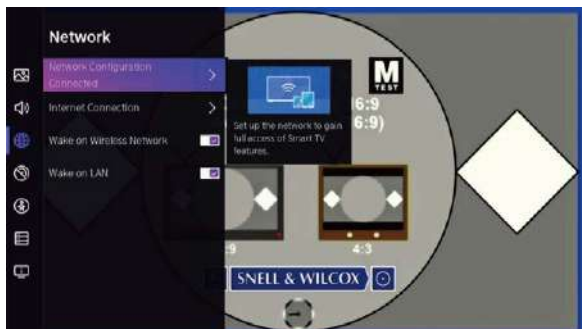 Network
Network Configuration
Connected
Internet Connection
Wake on Wireless Network
Wake on LAN
Set up the network to gain
full access of Smart TV
features.
M
TEST
6:9
6:9)
:9
4:3
SNELL & WILCOX